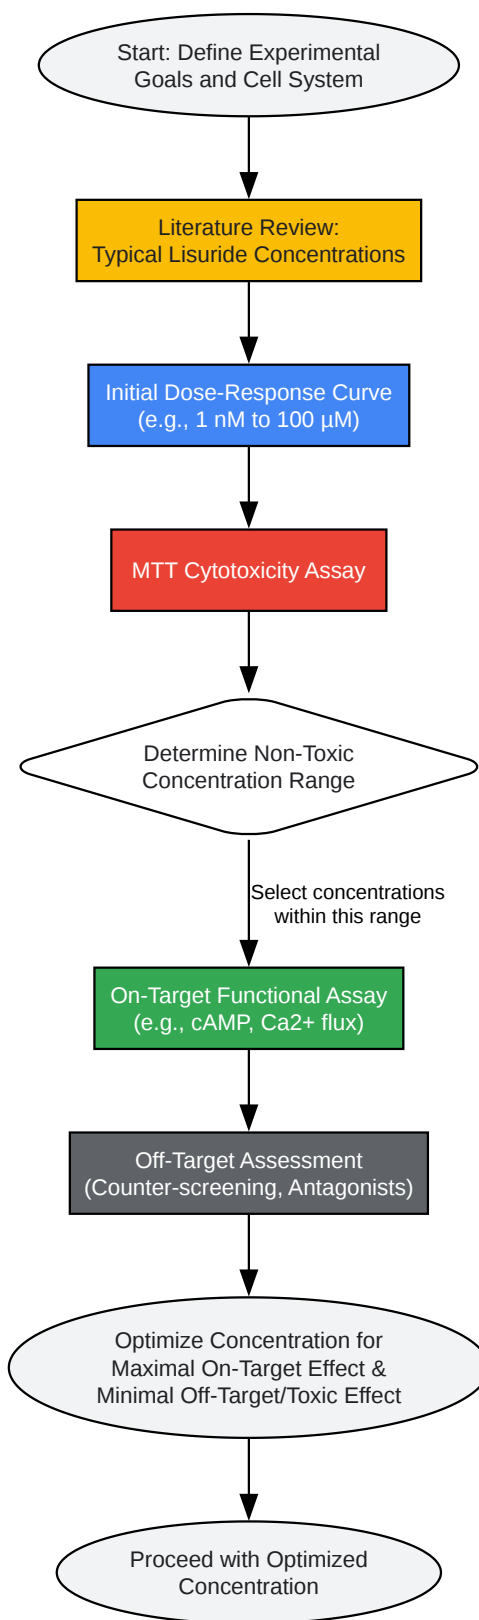 Start: Define Experimental
Goals and Cell System
Literature Review:
Typical Lisuride Concentrations
Initial Dose-Response Curve
(e.g., 1 nM to 100 µM)
MTT Cytotoxicity Assay
Determine Non-Toxic
Concentration Range
Select concentrations
within this range
On-Target Functional Assay
(e.g., cAMP, Ca2+ flux)
Off-Target Assessment
(Counter-screening, Antagonists)
Optimize Concentration for
Maximal On-Target Effect &
Minimal Off-Target/Toxic Effect
Proceed with Optimized
Concentration